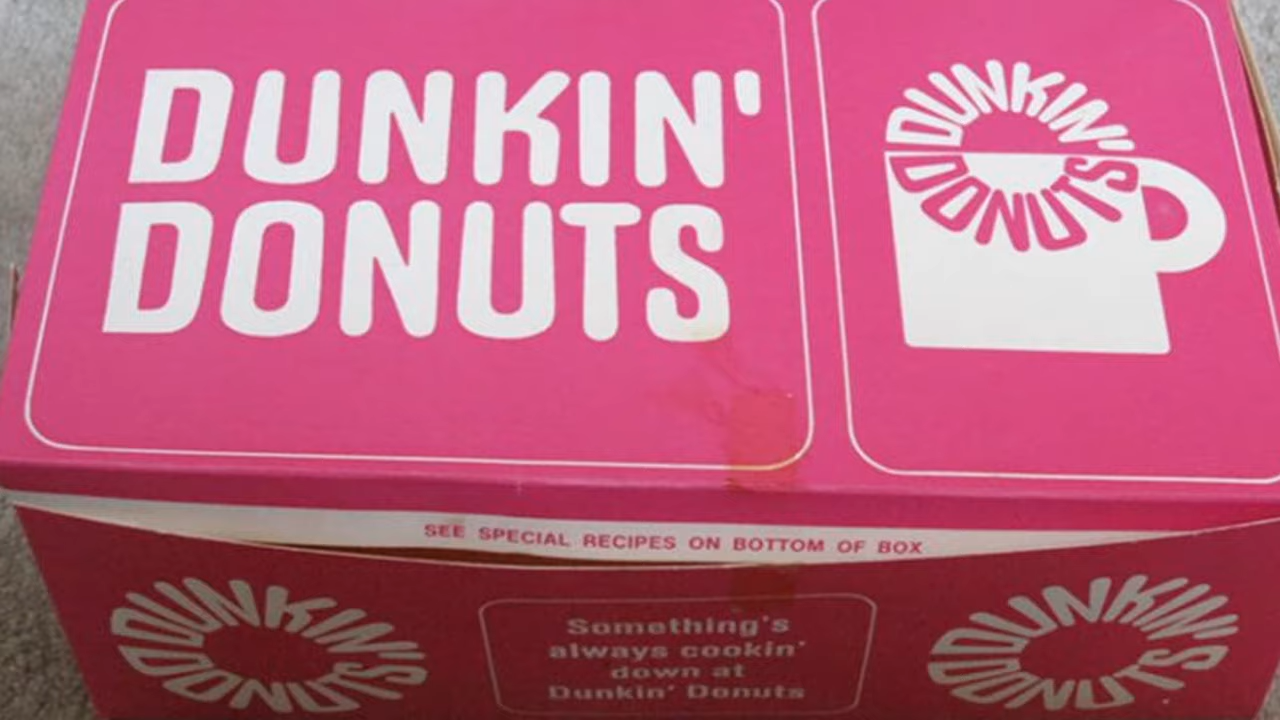 DUNKIN'
DONUTS
DUNKIN'
DONUTS
SEE SPECIAL RECIPES ON BOTTOM OF BOX
DUNKIN'
DONUTS
Something's
always cookin'
down at
Dunkin' Donuts
DUNKIN'
DONUTS